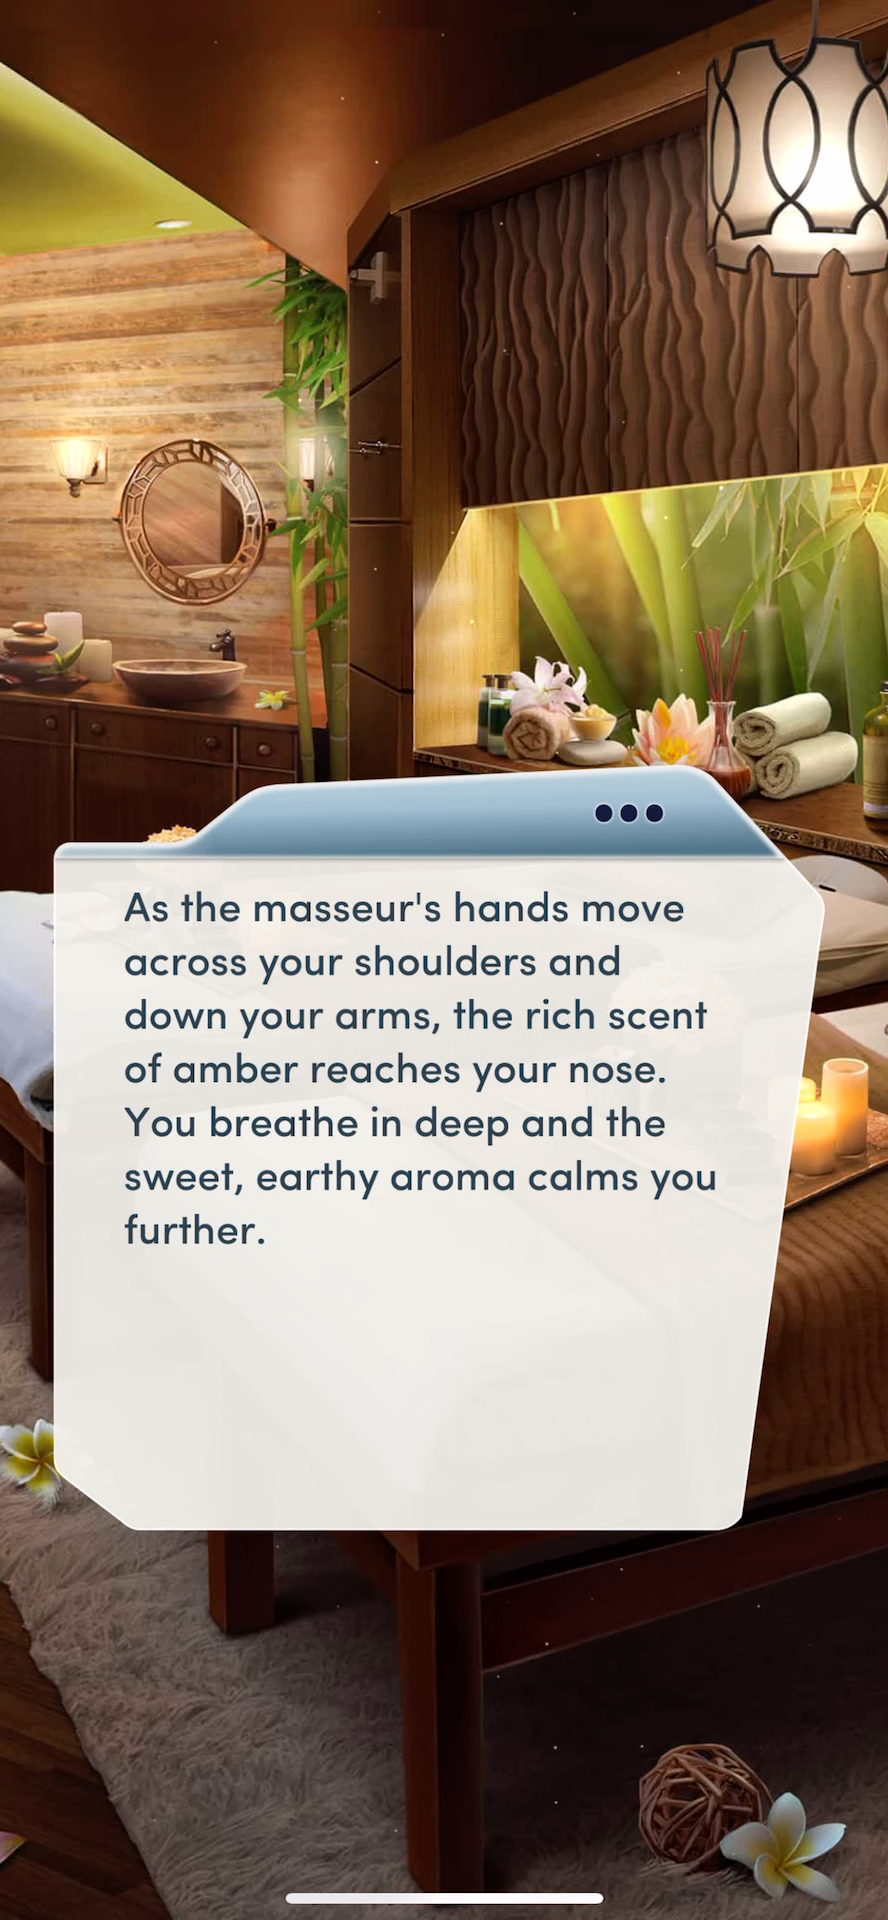 As the masseur's hands move
across your shoulders and
down your arms, the rich scent
of amber reaches your nose.
You breathe in deep and the
sweet, earthy aroma calms you
further.